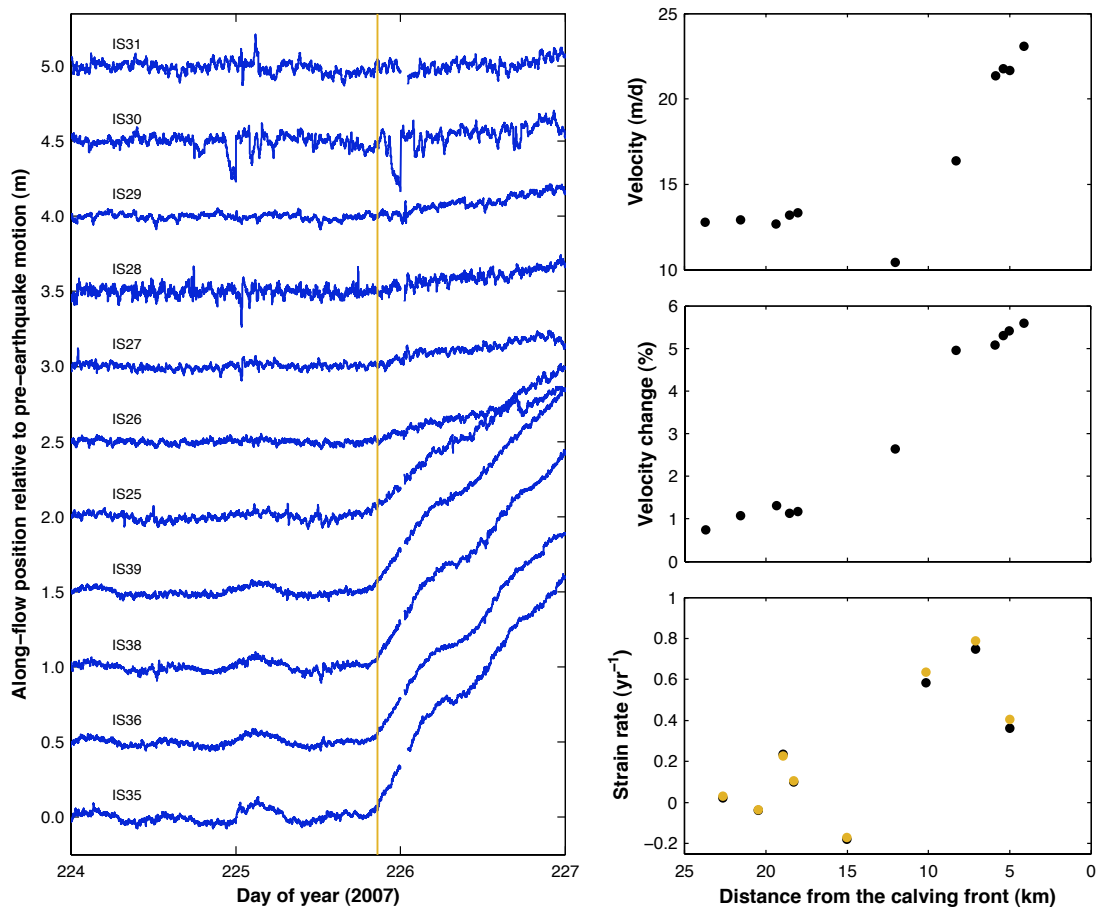 Along−flow position relative to pre−earthquake motion (m)
5.0
4.5
4.0
3.5
3.0
2.5
2.0
1.5
1.0
0.5
0.0
IS31
IS30
IS29
IS28
IS27
IS26
IS25
IS39
IS38
IS36
IS35
224
225
226
227
Day of year (2007)
Velocity (m/d)
25
20
15
10
Velocity change (%)
6
5
4
3
2
1
0
Strain rate (yr⁻¹)
1
0.8
0.6
0.4
0.2
0
−0.2
25
20
15
10
5
0
Distance from the calving front (km)